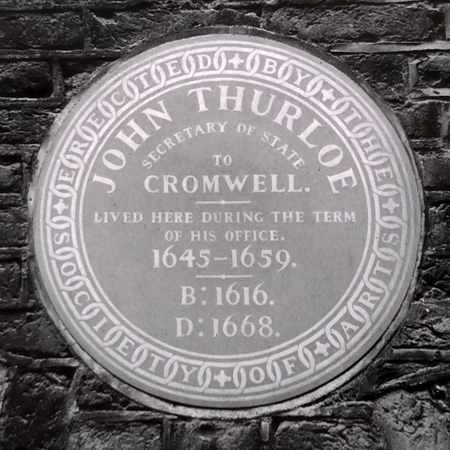 ERECTED BY THE
SOCIETY OF ARTS
JOHN THURLOE
SECRETARY OF STATE
TO
CROMWELL.
LIVED HERE DURING THE TERM
OF HIS OFFICE.
1645–1659.
B: 1616.
D: 1668.